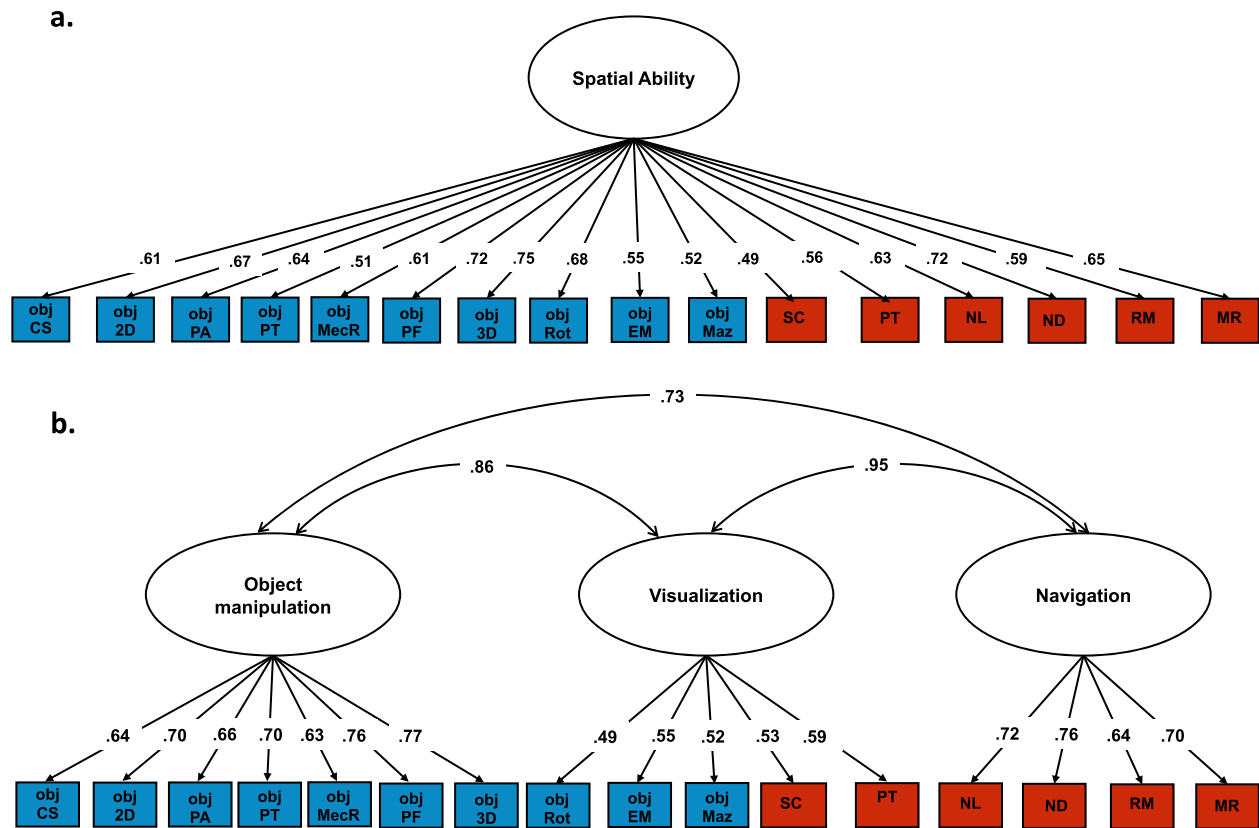 a.
Spatial Ability
.61 .67 .64 .51 .61 .72 .75 .68 .55 .52 .49 .56 .63 .72 .59 .65
obj CS
obj 2D
obj PA
obj PT
obj MecR
obj PF
obj 3D
obj Rot
obj EM
obj Maz
SC
PT
NL
ND
RM
MR
b.
.73
.86
.95
Object
manipulation
Visualization
Navigation
.64 .70 .66 .70 .63 .76 .77 .49 .55 .52 .53 .59 .72 .76 .64 .70
obj CS
obj 2D
obj PA
obj PT
obj MecR
obj PF
obj 3D
obj Rot
obj EM
obj Maz
SC
PT
NL
ND
RM
MR